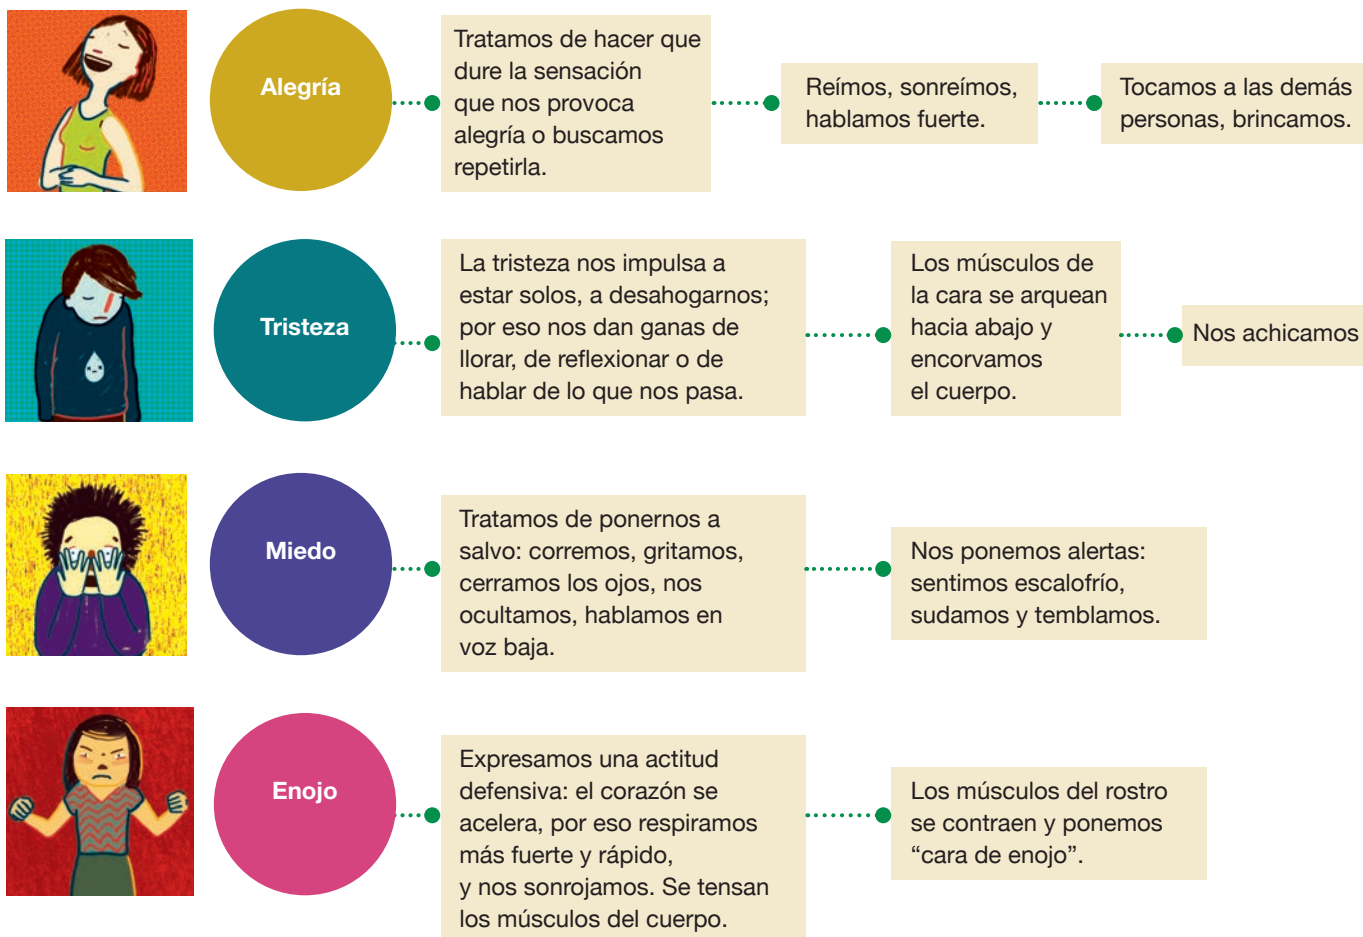 Alegría
Tratamos de hacer que
dure la sensación
que nos provoca
alegría o buscamos
repetirla.
Reímos, sonreímos,
hablamos fuerte.
Tocamos a las demás
personas, brincamos.
Tristeza
La tristeza nos impulsa a
estar solos, a desahogarnos;
por eso nos dan ganas de
llorar, de reflexionar o de
hablar de lo que nos pasa.
Los músculos de
la cara se arquean
hacia abajo y
encorvamos
el cuerpo.
Nos achicamos
Miedo
Tratamos de ponernos a
salvo: corremos, gritamos,
cerramos los ojos, nos
ocultamos, hablamos en
voz baja.
Nos ponemos alertas:
sentimos escalofrío,
sudamos y temblamos.
Enojo
Expresamos una actitud
defensiva: el corazón se
acelera, por eso respiramos
más fuerte y rápido,
y nos sonrojamos. Se tensan
los músculos del cuerpo.
Los músculos del rostro
se contraen y ponemos
“cara de enojo”.